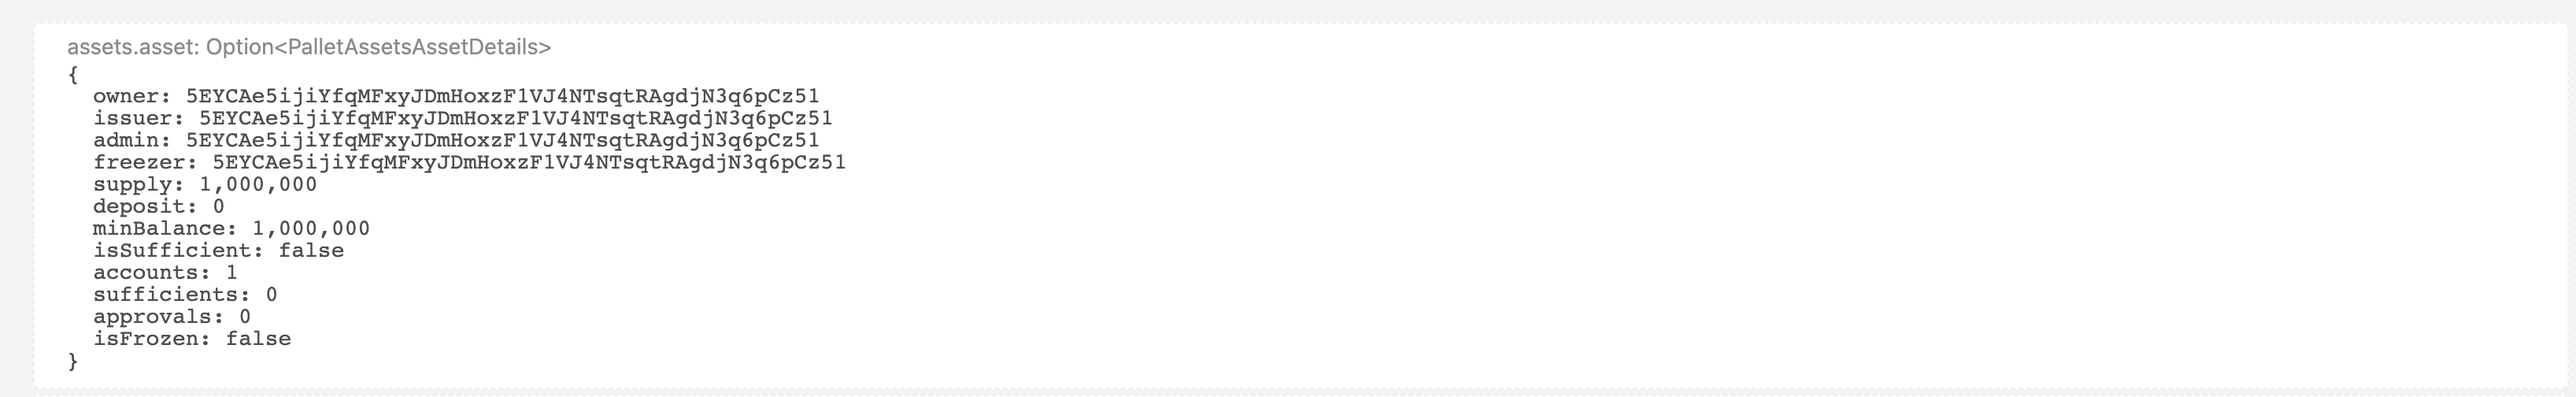 assets.asset: Option<PalletAssetsAssetDetails>
{
owner: 5EYCAe5ijiYfqMFxyJDmHoxzF1VJ4NTsqtRAgdjN3q6pCz51
issuer: 5EYCAe5ijiYfqMFxyJDmHoxzF1VJ4NTsqtRAgdjN3q6pCz51
admin: 5EYCAe5ijiYfqMFxyJDmHoxzF1VJ4NTsqtRAgdjN3q6pCz51
freezer: 5EYCAe5ijiYfqMFxyJDmHoxzF1VJ4NTsqtRAgdjN3q6pCz51
supply: 1,000,000
deposit: 0
minBalance: 1,000,000
isSufficient: false
accounts: 1
sufficients: 0
approvals: 0
isFrozen: false
}